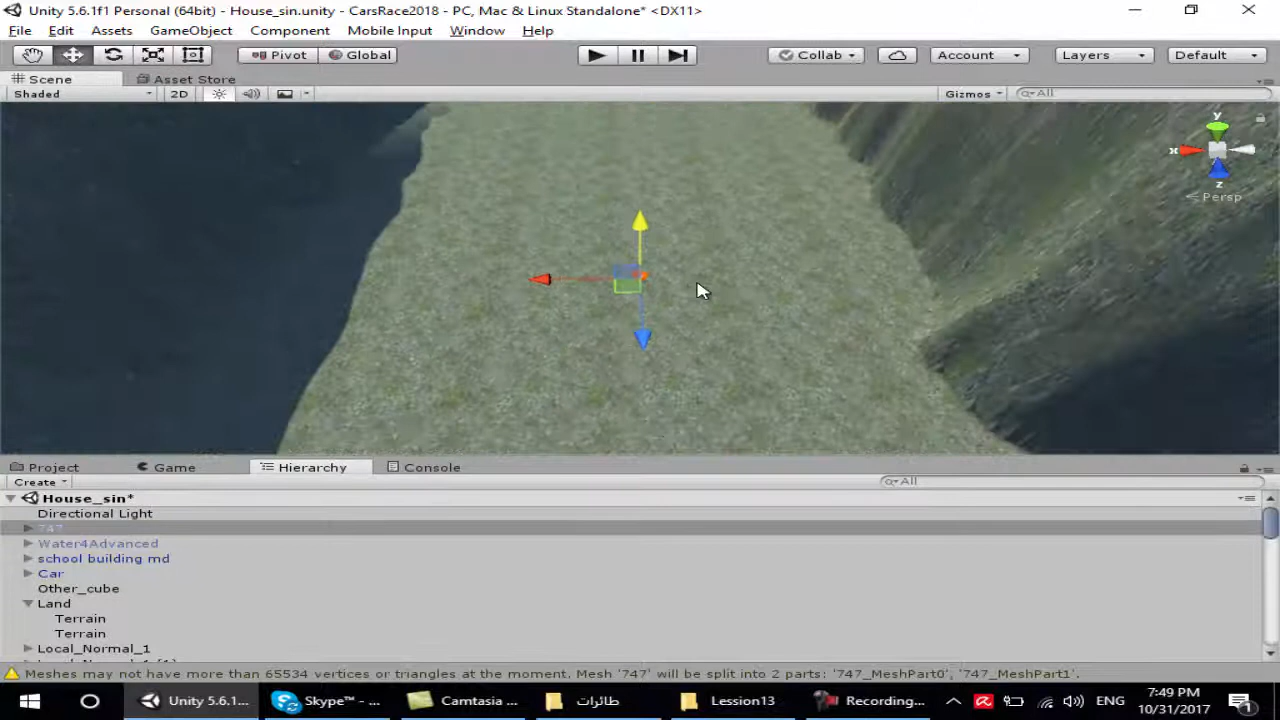 Unity 5.6.1f1 Personal (64bit) - House_sin.unity - CarsRace2018 - PC, Mac & Linux Standalone* <DX11>
File Edit Assets GameObject Component Mobile Input Window Help
Pivot Global Collab Account Layers Default
Scene Asset Store
Shaded 2D Gizmos All
y
x
z
Persp
Project Game Hierarchy Console
Create All
House_sin*
Directional Light
747
Water4Advanced
school building md
Car
Other_cube
Land
Terrain
Terrain
Local_Normal_1
Meshes may not have more than 65534 vertices or triangles at the moment. Mesh '747' will be split into 2 parts: '747_MeshPart0', '747_MeshPart1'.
Unity 5.6.1... Skype™ - ... Camtasia ... طائرات Lession13 Recording... ENG 7:49 PM
10/31/2017 1